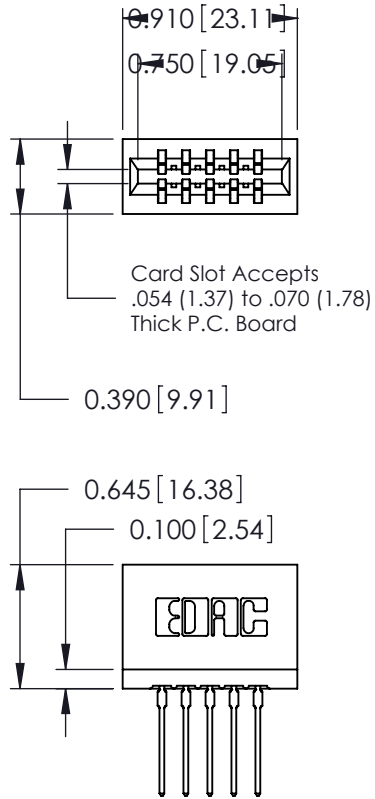 0.910 [23.11]
0.750 [19.05]
Card Slot Accepts
.054 (1.37) to .070 (1.78)
Thick P.C. Board
0.390 [9.91]
0.645 [16.38]
0.100 [2.54]
EDAC